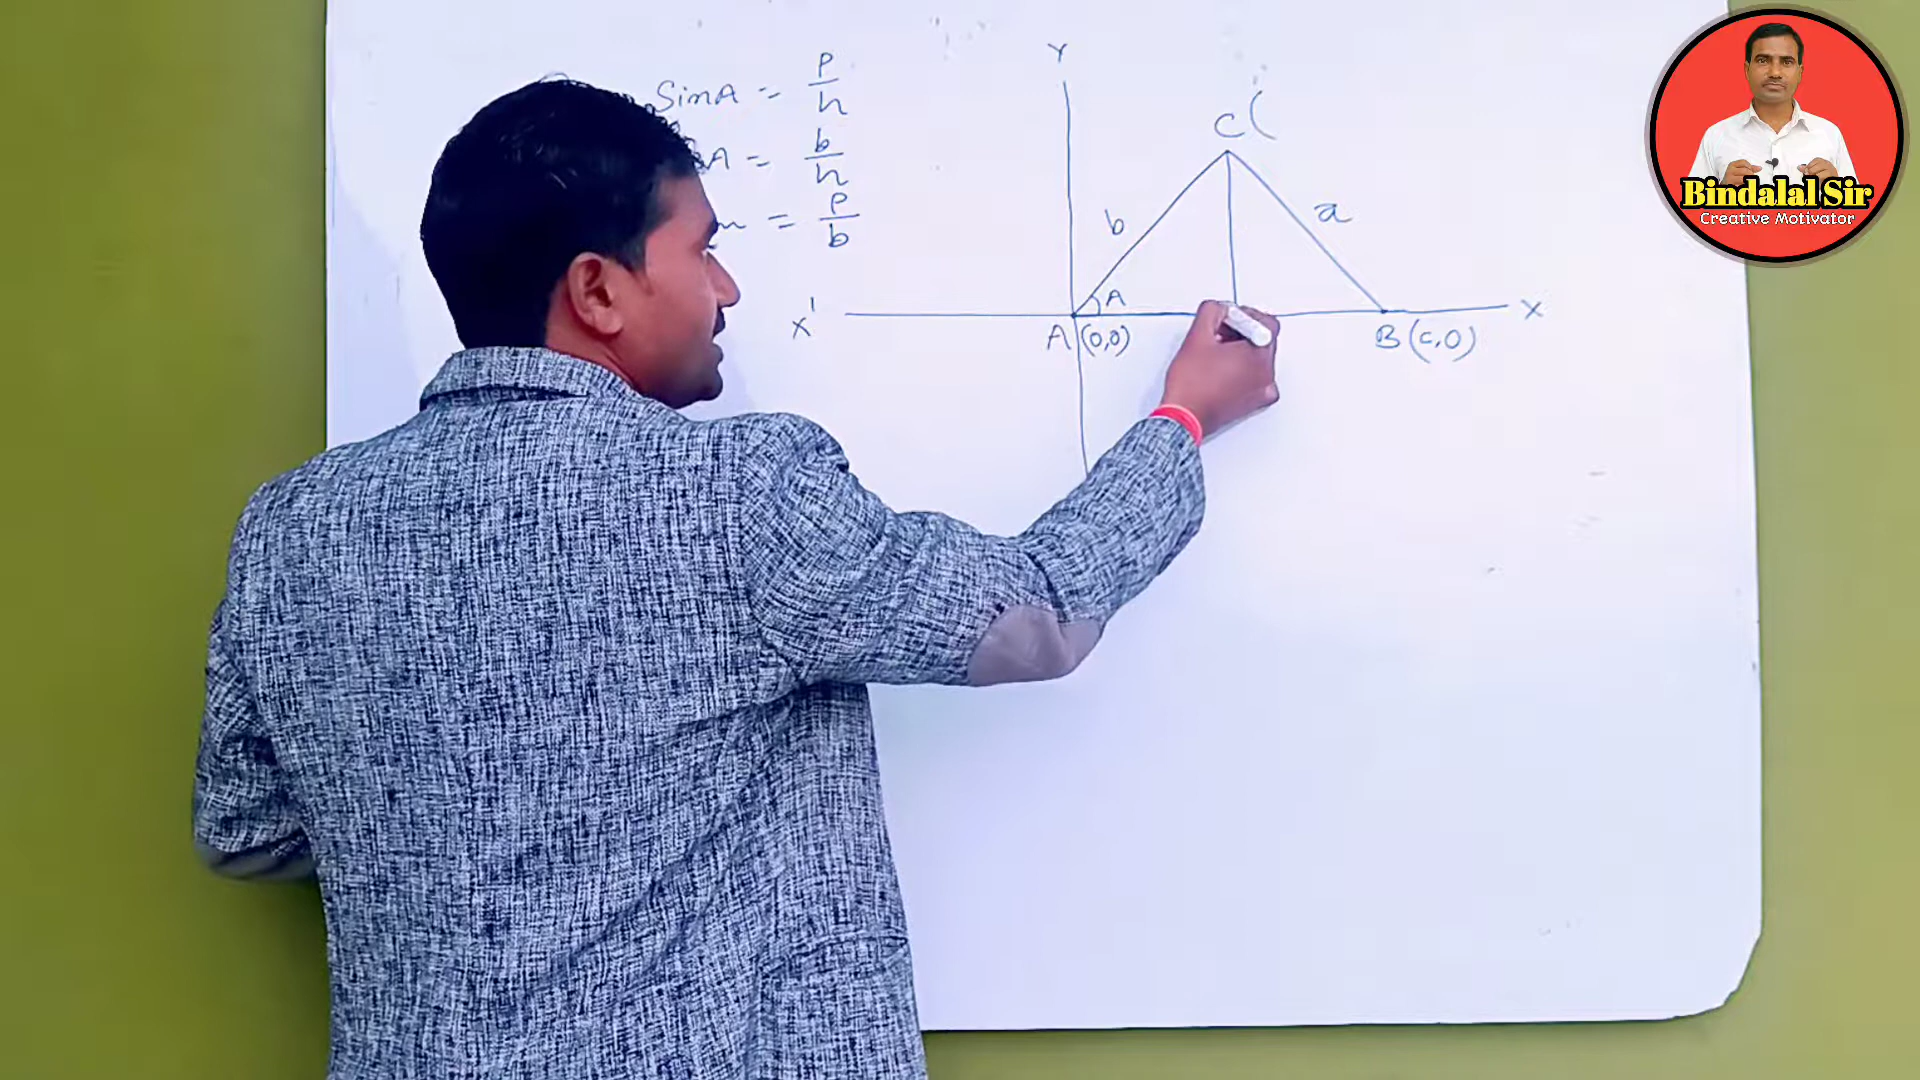 SinA = P/h
A = b/h
= P/b
Y
C (
b
a
A
X'
X
A (0,0)
B (c,0)
Bindalal Sir
Creative Motivator